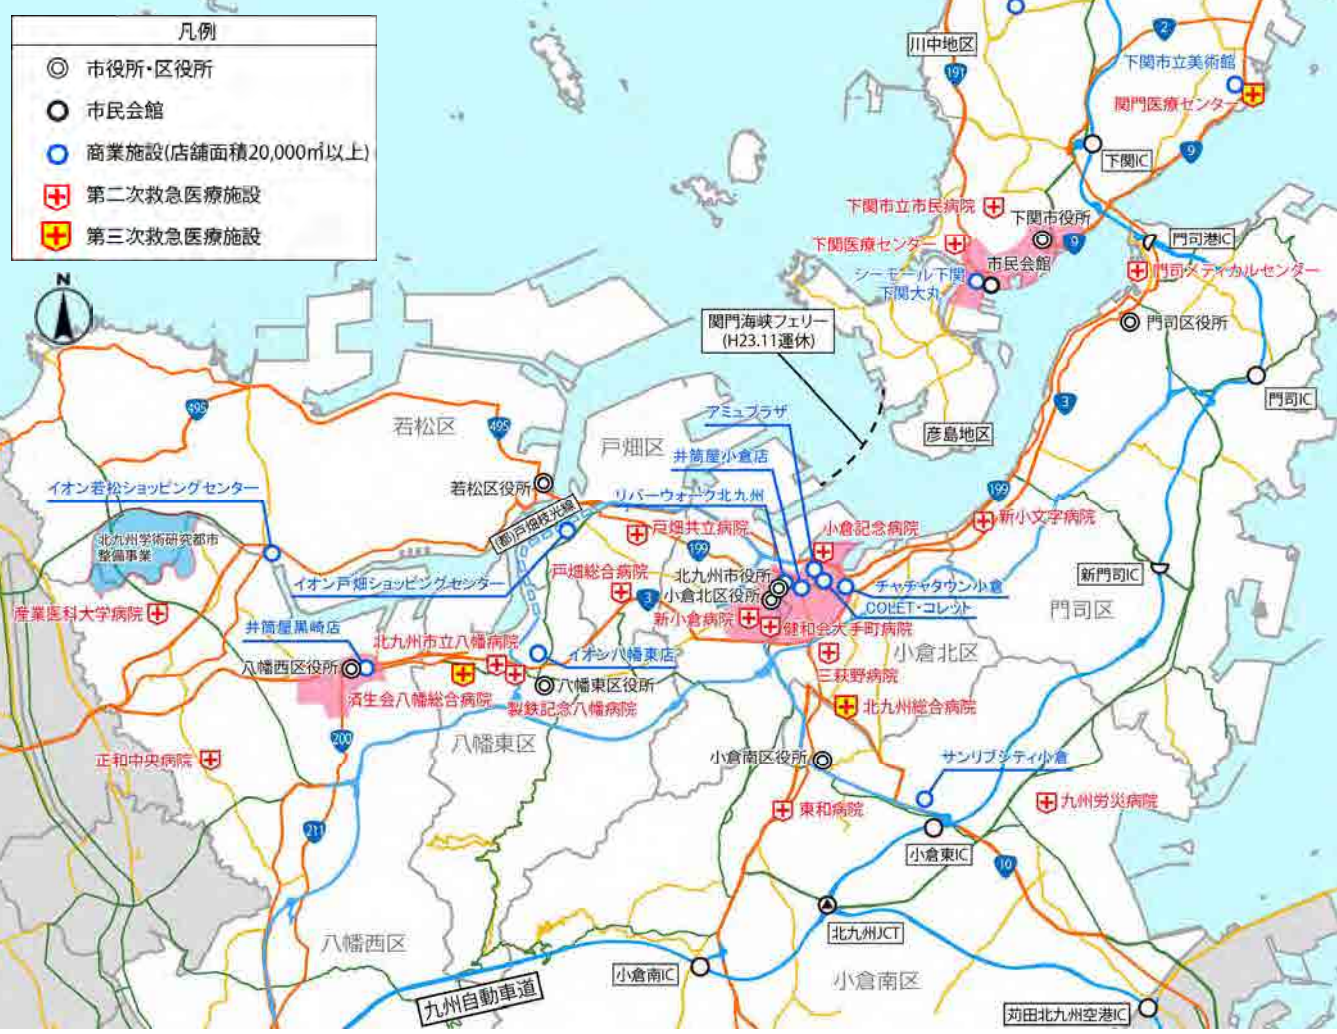 凡例
市役所・区役所
市民会館
商業施設(店舗面積20,000㎡以上)
第二次救急医療施設
第三次救急医療施設
N
川中地区
191
2
下関市立美術館
関門医療センター
9
下関IC
下関市立市民病院
下関市役所
9
下関医療センター
市民会館
シーモール下関
下関大丸
門司港IC
門司メディカルセンター
門司区役所
関門海峡フェリー
(H23.11運休)
門司IC
3
彦島地区
アミュプラザ
495
若松区
495
戸畑区
井筒屋小倉店
イオン若松ショッピングセンター
若松区役所
リバーウォーク北九州
199
(都)戸畑枝光線
戸畑共立病院
小倉記念病院
新小文字病院
北九州学術研究都市
整備事業
199
イオン戸畑ショッピングセンター
戸畑総合病院
北九州市役所
小倉北区役所
チャチャタウン小倉
COLET・コレット
新門司IC
門司区
産業医科大学病院
3
新小倉病院
健和会大手町病院
井筒屋黒崎店
北九州市立八幡病院
八幡西区役所
イオン八幡東店
小倉北区
三萩野病院
済生会八幡総合病院
八幡東区役所
製鉄記念八幡病院
北九州総合病院
200
八幡東区
正和中央病院
小倉南区役所
サンリブシティ小倉
東和病院
九州労災病院
211
小倉東IC
10
八幡西区
北九州JCT
小倉南IC
小倉南区
九州自動車道
苅田北九州空港IC